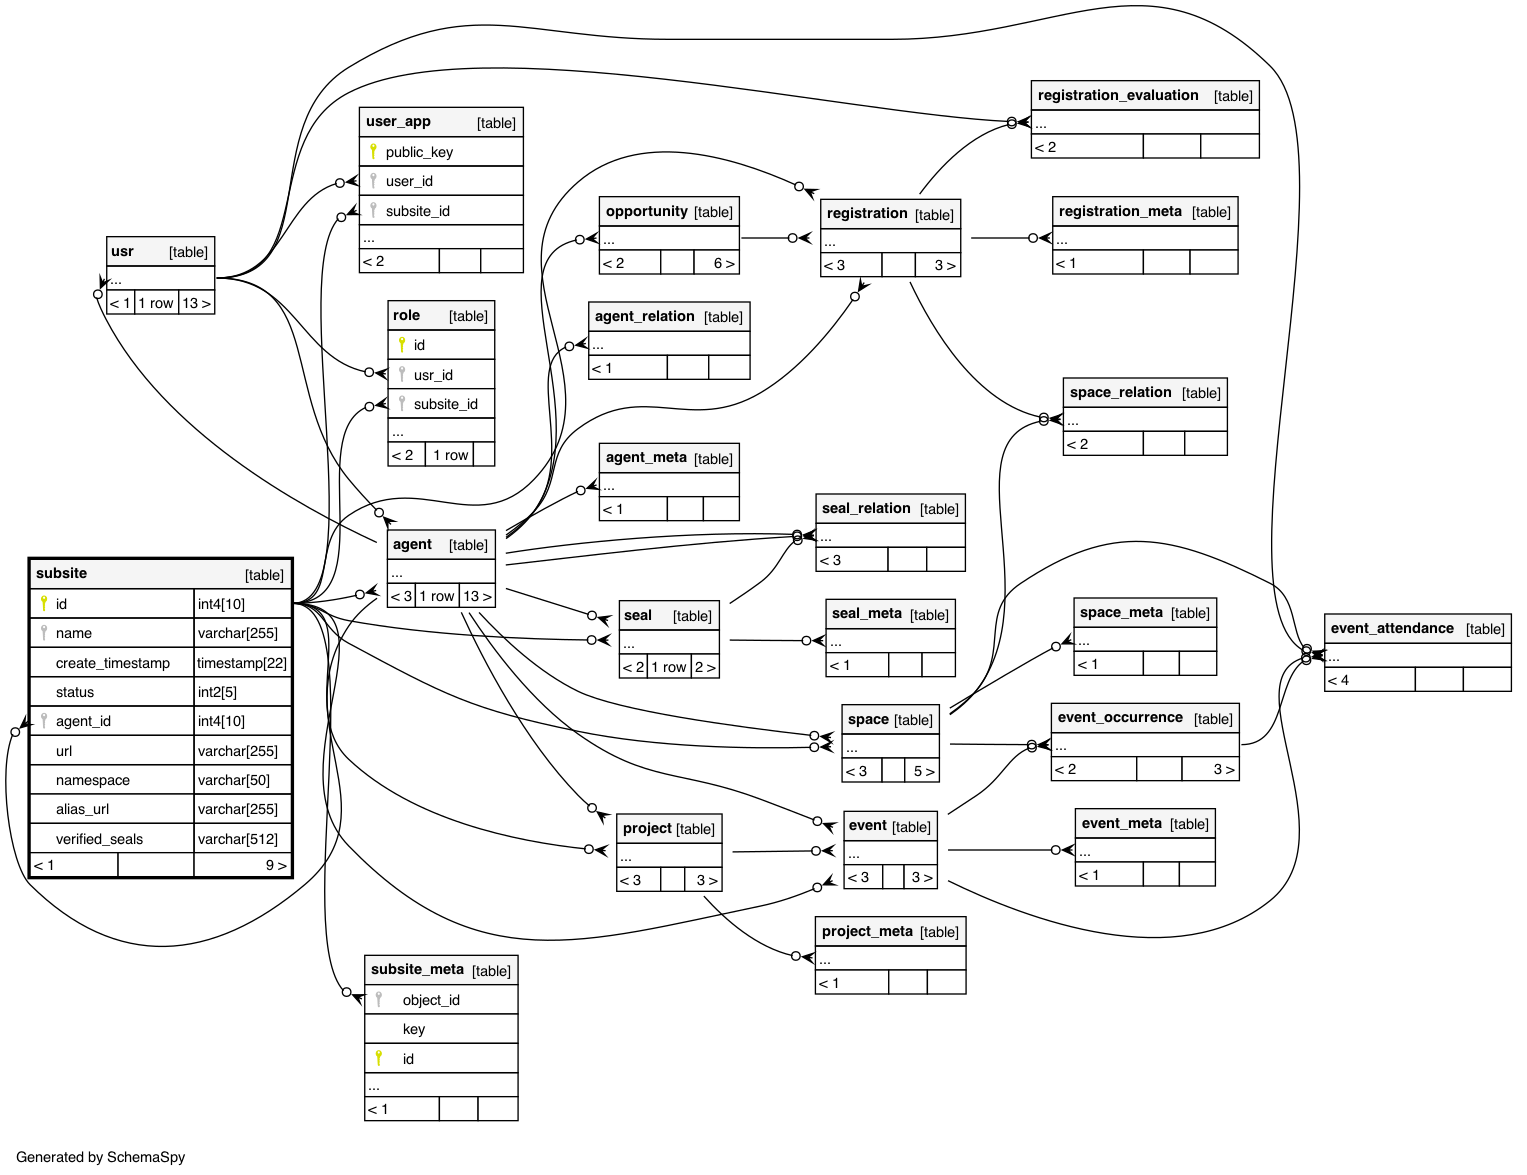 usr [table]
...
< 1 1 row 13 >
user_app [table]
public_key
user_id
subsite_id
...
< 2
role [table]
id
usr_id
subsite_id
...
< 2 1 row
opportunity [table]
...
< 2 6 >
agent_relation [table]
...
< 1
agent_meta [table]
...
< 1
registration [table]
...
< 3 3 >
registration_evaluation [table]
...
< 2
registration_meta [table]
...
< 1
space_relation [table]
...
< 2
seal_relation [table]
...
< 3
agent [table]
...
< 3 1 row 13 >
subsite [table]
id int4[10]
name varchar[255]
create_timestamp timestamp[22]
status int2[5]
agent_id int4[10]
url varchar[255]
namespace varchar[50]
alias_url varchar[255]
verified_seals varchar[512]
< 1 9 >
seal [table]
...
< 2 1 row 2 >
seal_meta [table]
...
< 1
space_meta [table]
...
< 1
event_attendance [table]
...
< 4
space [table]
...
< 3 5 >
event_occurrence [table]
...
< 2 3 >
project [table]
...
< 3 3 >
event [table]
...
< 3 3 >
event_meta [table]
...
< 1
project_meta [table]
...
< 1
subsite_meta [table]
object_id
key
id
...
< 1
Generated by SchemaSpy